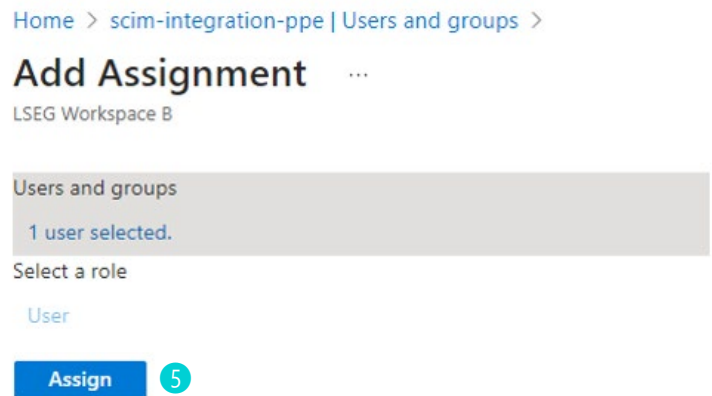 Home > scim-integration-ppe | Users and groups >
Add Assignment ...
LSEG Workspace B
Users and groups
1 user selected.
Select a role
User
Assign 5